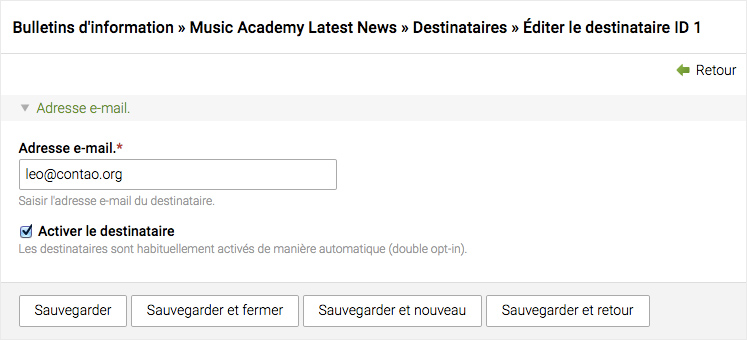 Bulletins d'information » Music Academy Latest News » Destinataires » Éditer le destinataire ID 1
Retour
Adresse e-mail.
Adresse e-mail.*
leo@contao.org
Saisir l'adresse e-mail du destinataire.
Activer le destinataire
Les destinataires sont habituellement activés de manière automatique (double opt-in).
Sauvegarder Sauvegarder et fermer Sauvegarder et nouveau Sauvegarder et retour